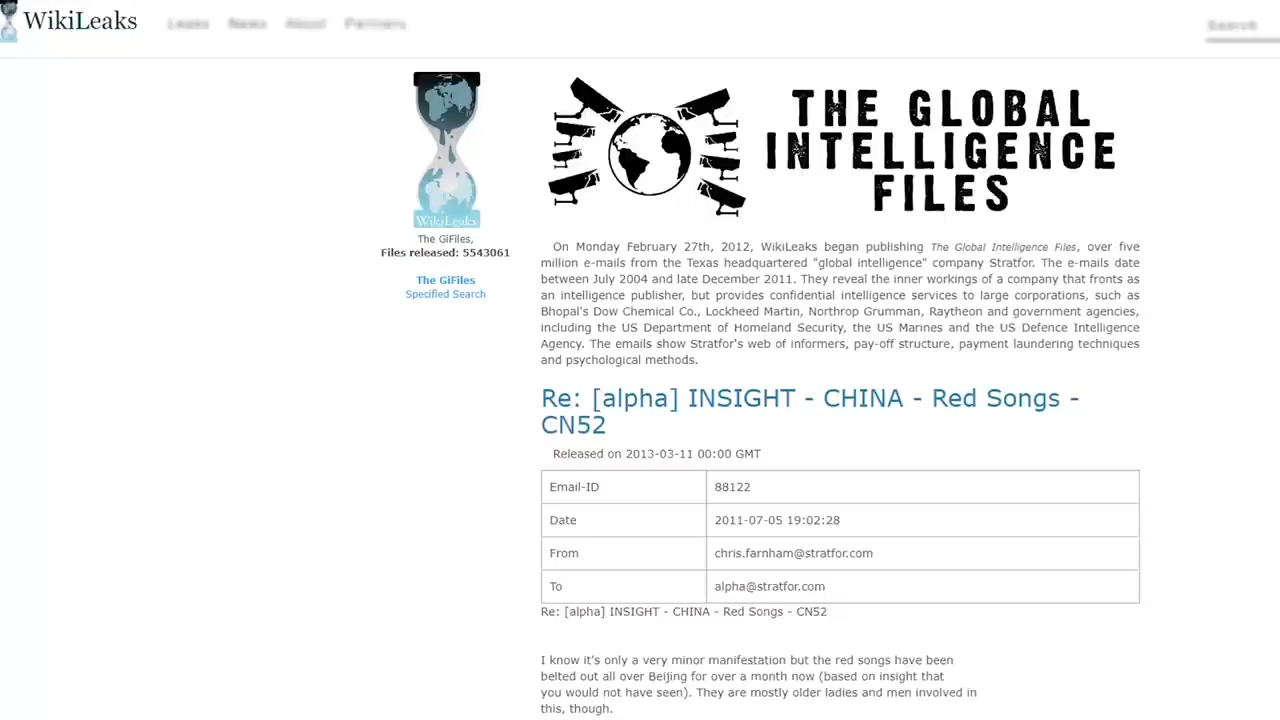 WikiLeaks
Leaks News About Partners
Search
THE GLOBAL
INTELLIGENCE
FILES
WikiLeaks
The GiFiles,
Files released: 5543061
The GiFiles
Specified Search
On Monday February 27th, 2012, WikiLeaks began publishing The Global Intelligence Files, over five
million e-mails from the Texas headquartered "global intelligence" company Stratfor. The e-mails date
between July 2004 and late December 2011. They reveal the inner workings of a company that fronts as
an intelligence publisher, but provides confidential intelligence services to large corporations, such as
Bhopal's Dow Chemical Co., Lockheed Martin, Northrop Grumman, Raytheon and government agencies,
including the US Department of Homeland Security, the US Marines and the US Defence Intelligence
Agency. The emails show Stratfor's web of informers, pay-off structure, payment laundering techniques
and psychological methods.
Re: [alpha] INSIGHT - CHINA - Red Songs -
CN52
Released on 2013-03-11 00:00 GMT
Email-ID 88122
Date 2011-07-05 19:02:28
From chris.farnham@stratfor.com
To alpha@stratfor.com
Re: [alpha] INSIGHT - CHINA - Red Songs - CN52
I know it's only a very minor manifestation but the red songs have been
belted out all over Beijing for over a month now (based on insight that
you would not have seen). They are mostly older ladies and men involved in
this, though.